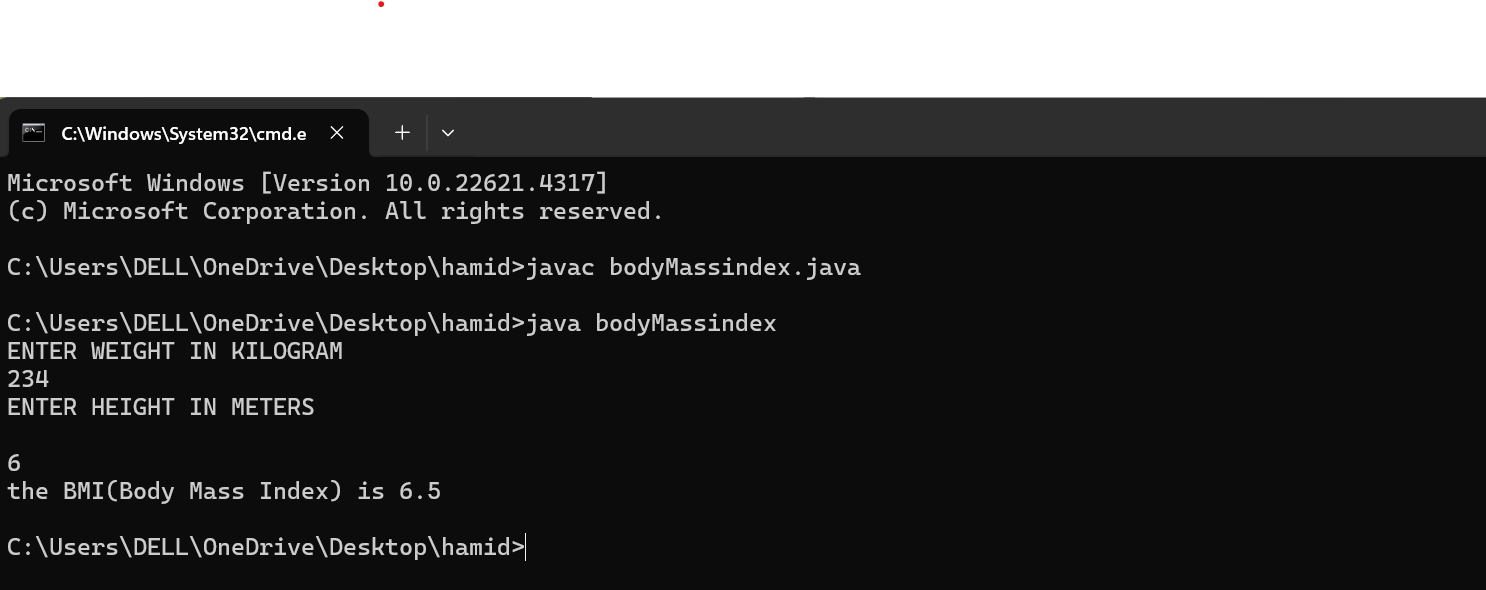 C:\Windows\System32\cmd.e
Microsoft Windows [Version 10.0.22621.4317]
(c) Microsoft Corporation. All rights reserved.
C:\Users\DELL\OneDrive\Desktop\hamid>javac bodyMassindex.java
C:\Users\DELL\OneDrive\Desktop\hamid>java bodyMassindex
ENTER WEIGHT IN KILOGRAM
234
ENTER HEIGHT IN METERS
6
the BMI(Body Mass Index) is 6.5
C:\Users\DELL\OneDrive\Desktop\hamid>